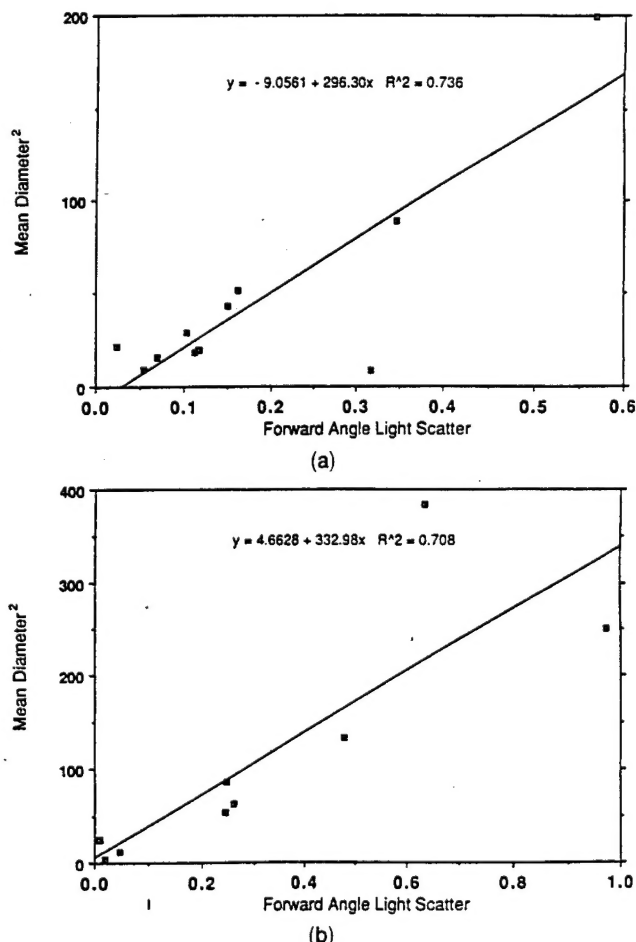 200
y = - 9.0561 + 296.30x R^2 = 0.736
Mean Diameter²
100
0
0.0 0.1 0.2 0.3 0.4 0.5 0.6
Forward Angle Light Scatter
(a)
400
y = 4.6628 + 332.98x R^2 = 0.708
300
Mean Diameter²
200
100
0
0.0 0.2 0.4 0.6 0.8 1.0
Forward Angle Light Scatter
(b)